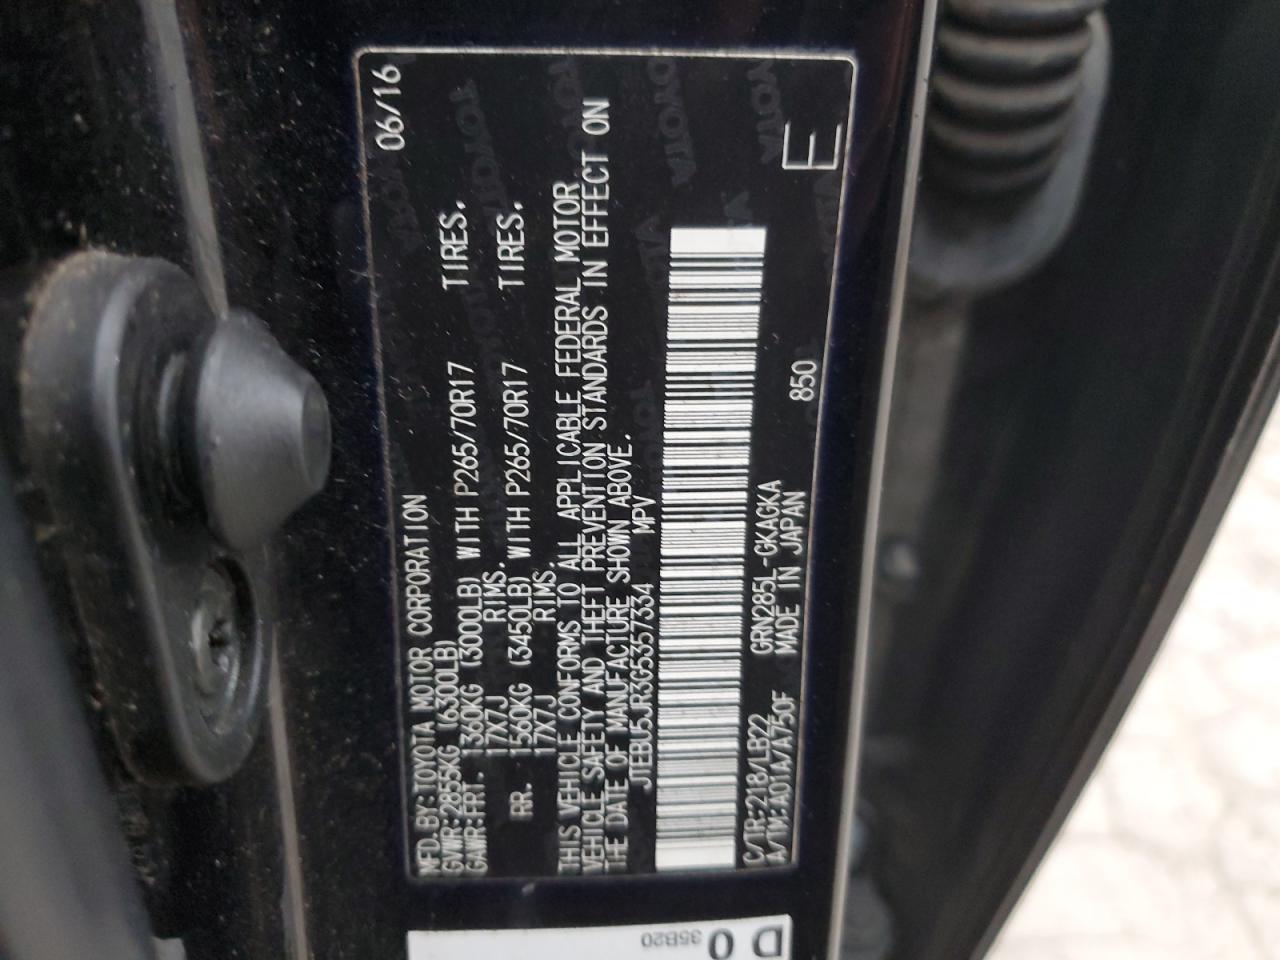 MFD.BY:TOYOTA MOTOR CORPORATION 06/16
GVWR:2855KG (6300LB)
GAWR:FRT. 1360KG (3000LB) WITH P265/70R17 TIRES.
17X7J RIMS.
RR. 1560KG (3450LB) WITH P265/70R17 TIRES.
17X7J RIMS.
THIS VEHICLE CONFORMS TO ALL APPLICABLE FEDERAL MOTOR
VEHICLE SAFETY AND THEFT PREVENTION STANDARDS IN EFFECT ON
THE DATE OF MANUFACTURE SHOWN ABOVE.
JTEBU5JR3G5357334 MPV
C/TR:218/LB22 GRN285L-GKAGKA
A/TM:A01A/A750F MADE IN JAPAN 850
E
TOYOTA
D 0
35B20